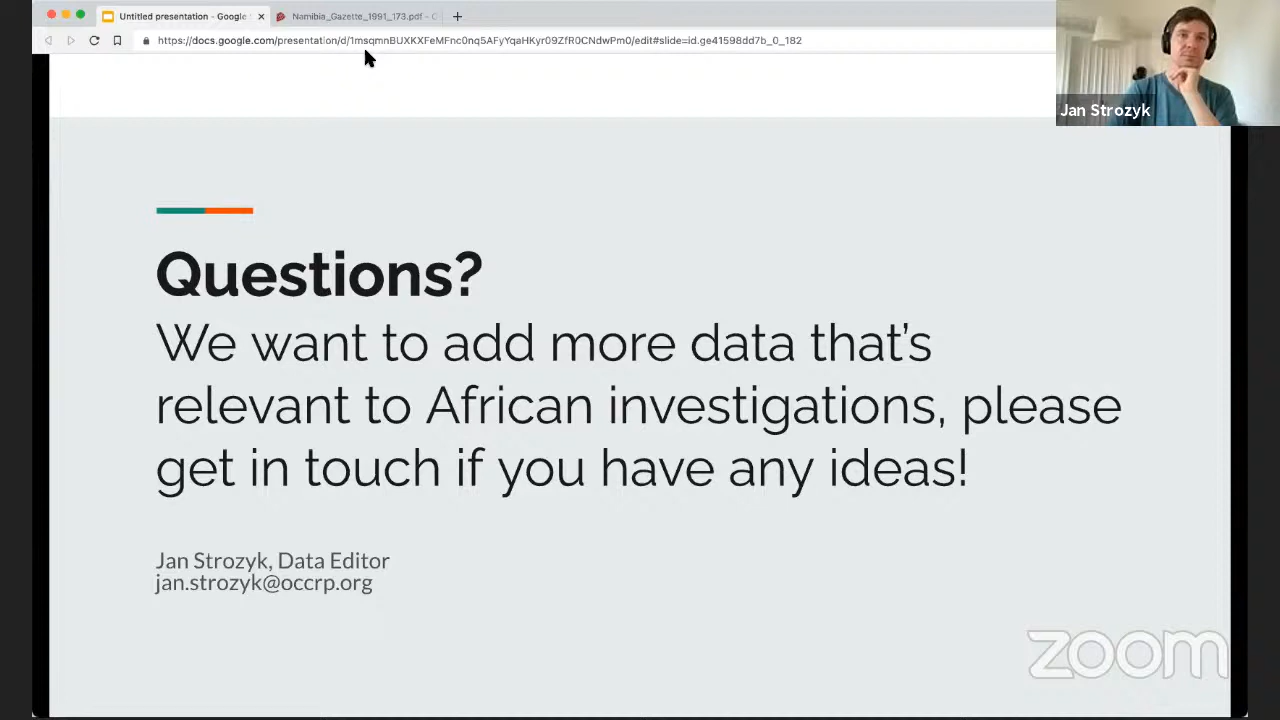 Untitled presentation - Google
Namibia_Gazette_1991_173.pdf - O
https://docs.google.com/presentation/d/1msqmnBUXKXFeMFnc0nq5AFyYqaHKyr09ZfR0CNdwPm0/edit#slide=id.ge41598dd7b_0_182
Jan Strozyk
Questions?
We want to add more data that's
relevant to African investigations, please
get in touch if you have any ideas!
Jan Strozyk, Data Editor
jan.strozyk@occrp.org
zoom